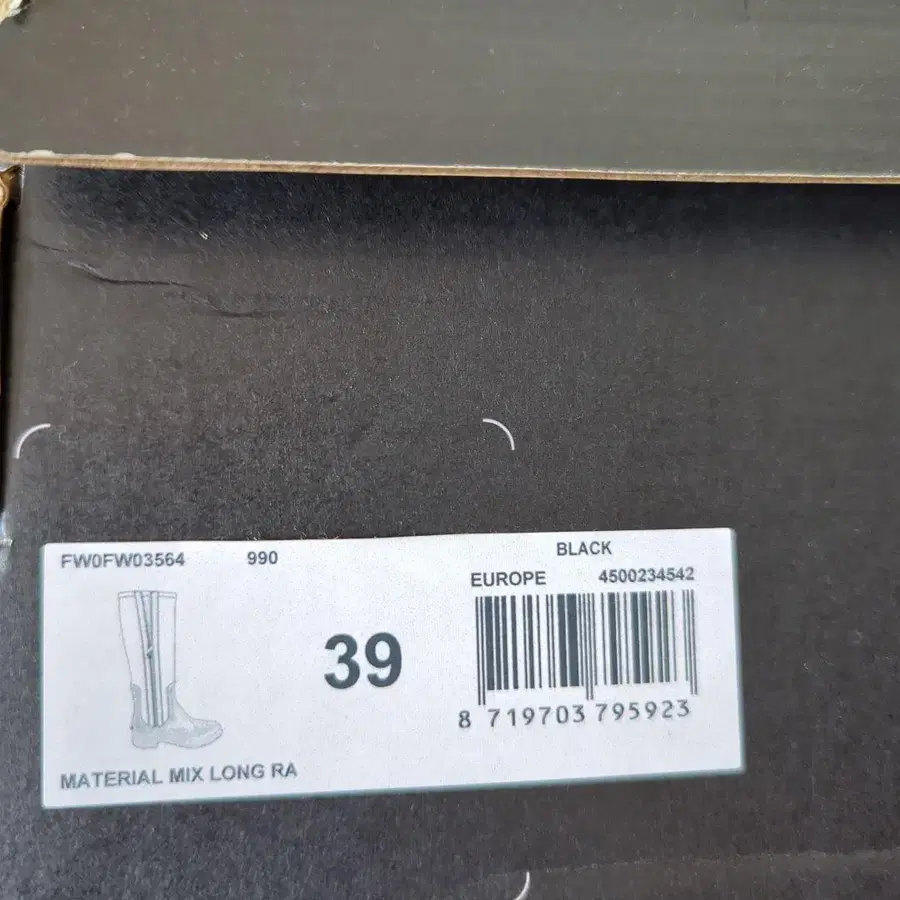 FW0FW03564 990 BLACK
EUROPE 4500234542
39
8 719703 795923
MATERIAL MIX LONG RA